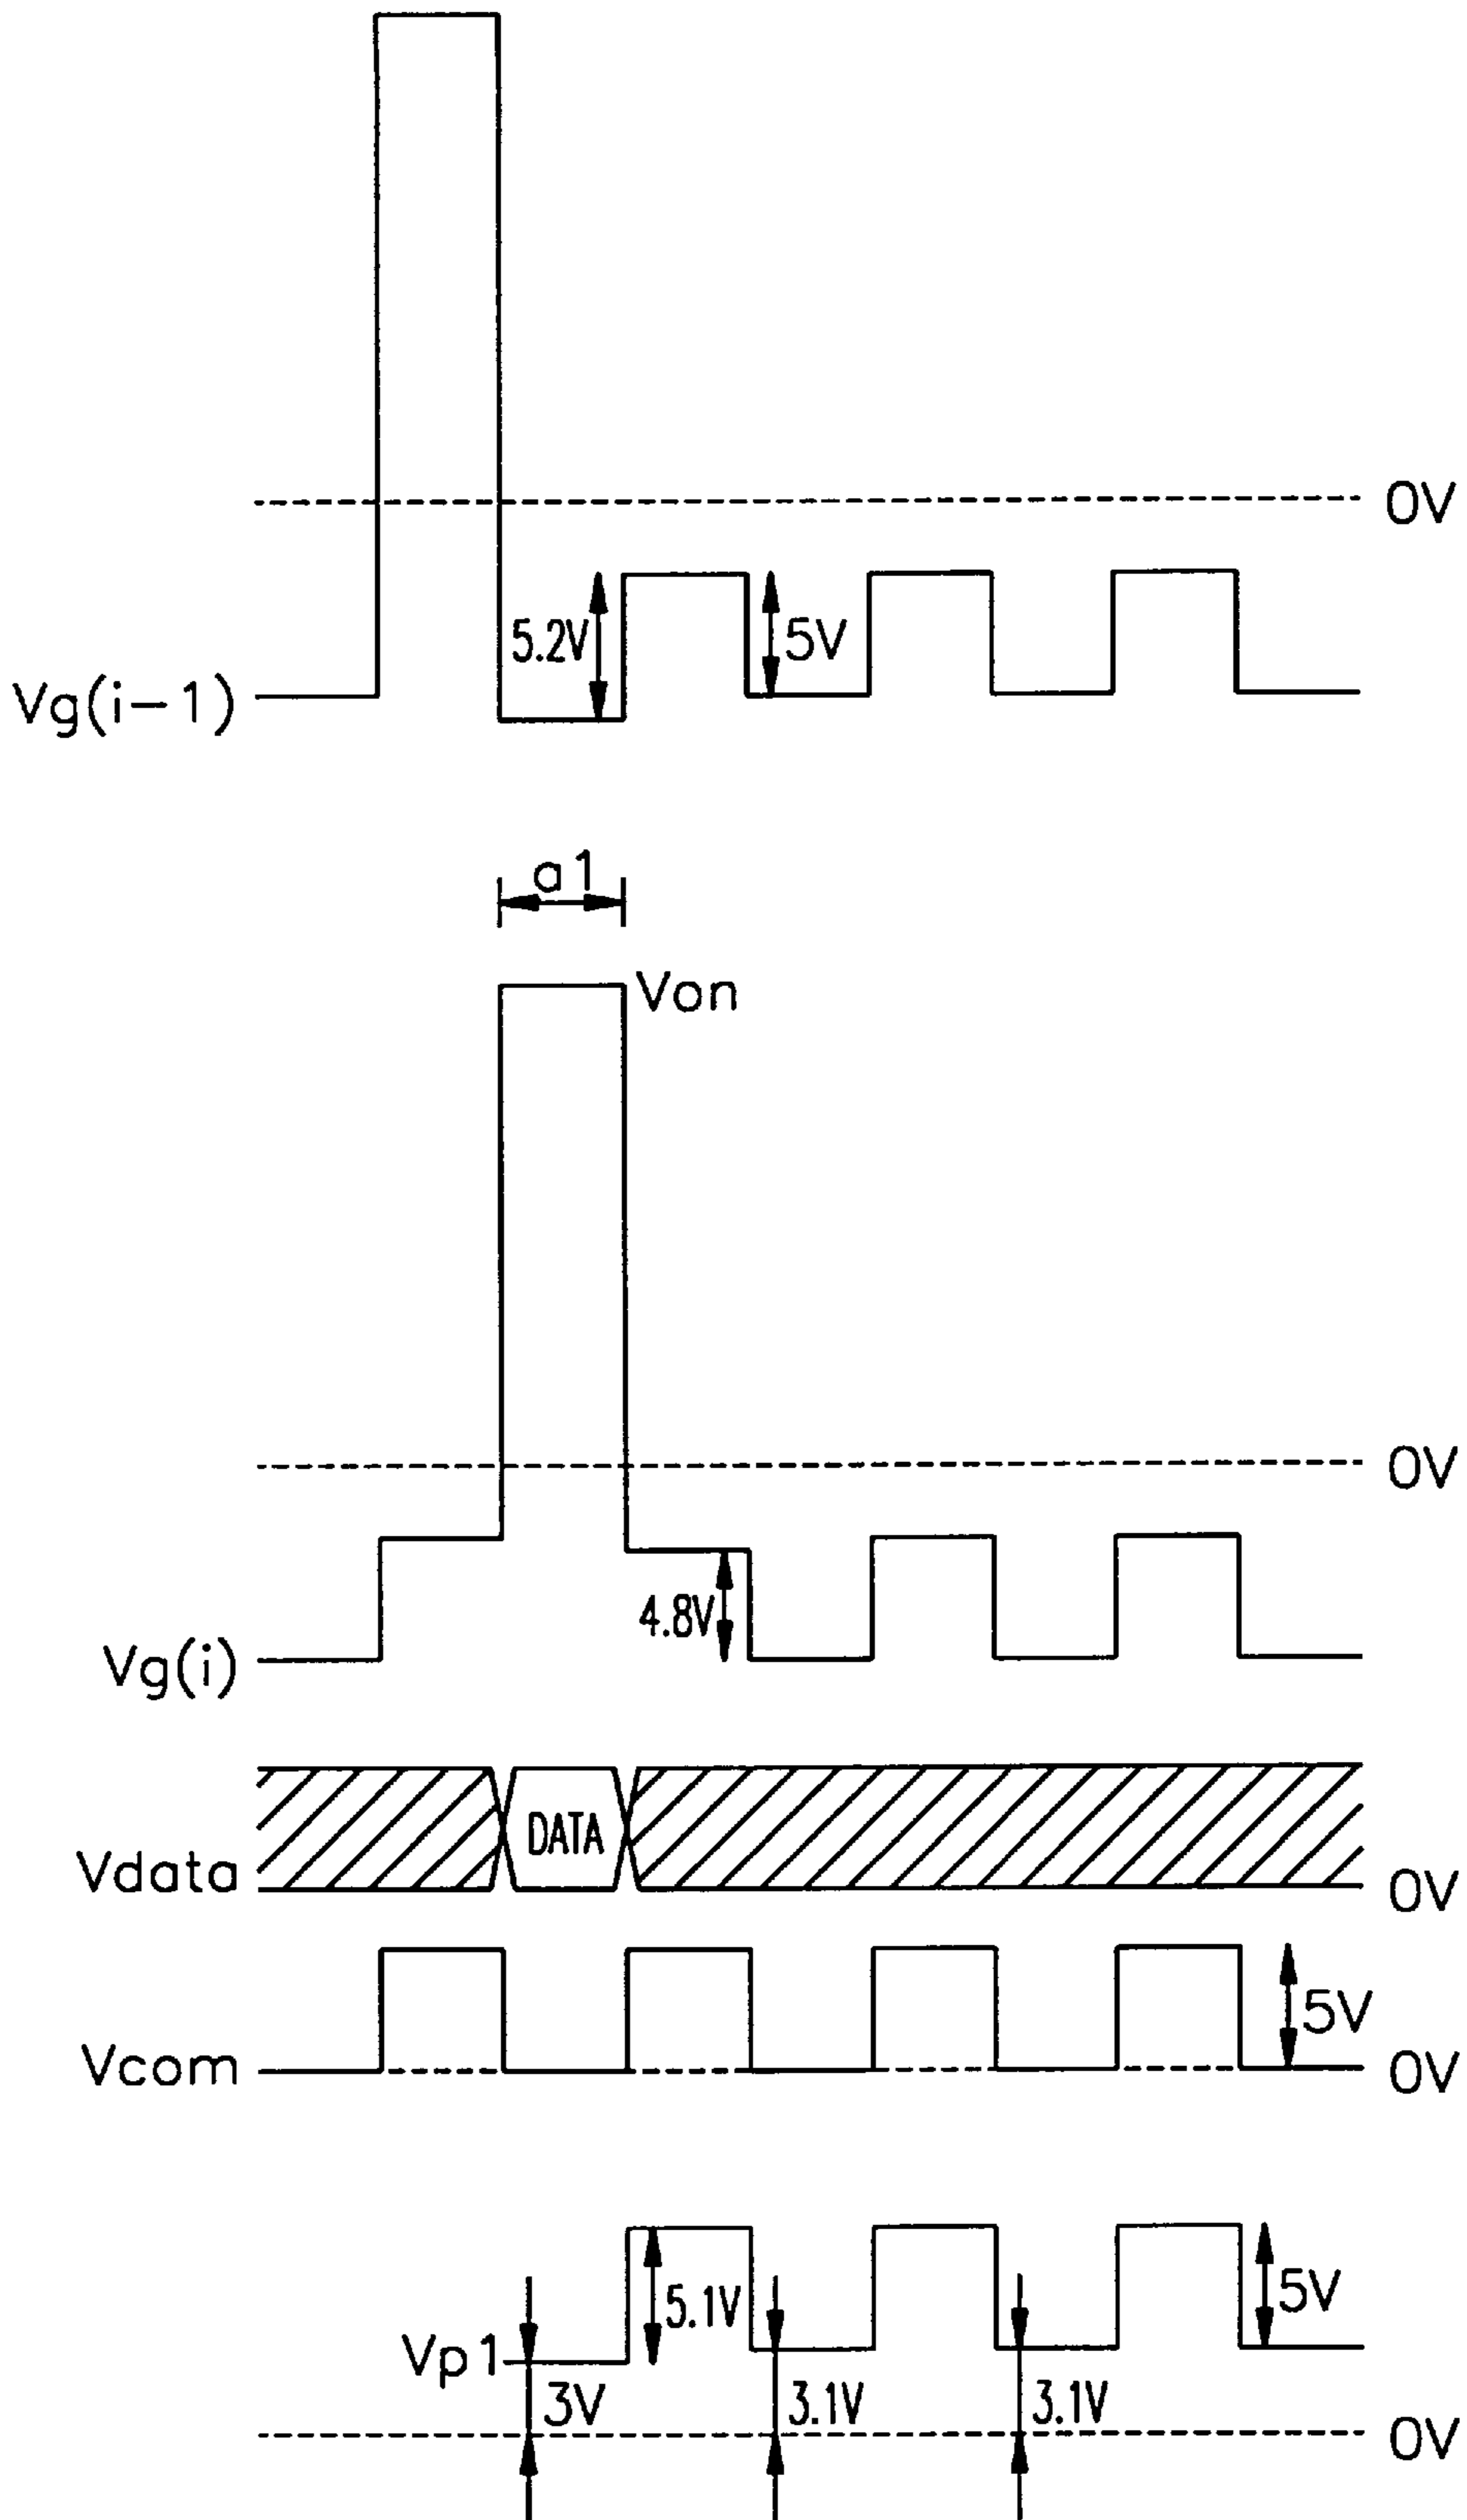 0V
5.2V
5V
Vg(i-1)
a1
Von
0V
4.8V
Vg(i)
DATA
Vdata
0V
5V
Vcom
0V
5.1V
5V
Vp1
3V
3.1V
3.1V
0V